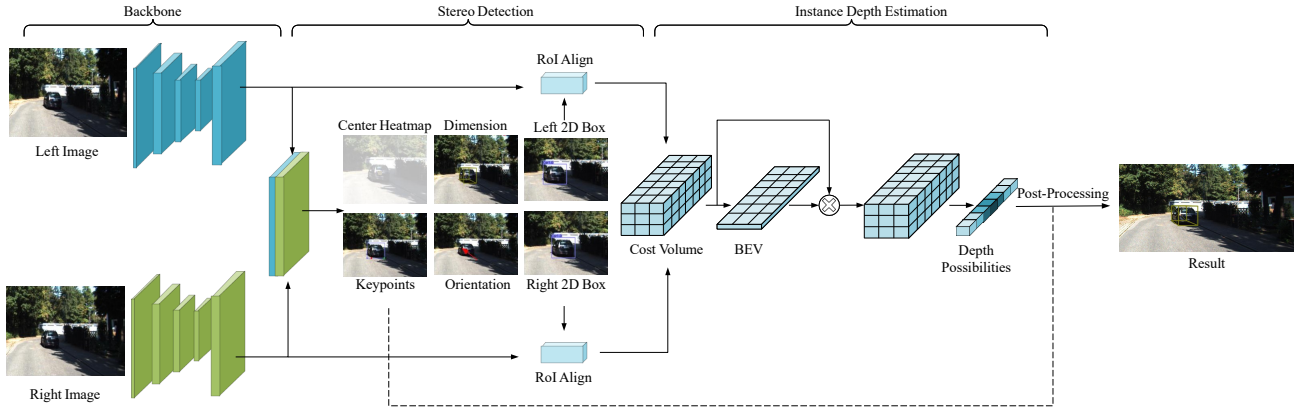 Backbone
Stereo Detection
Instance Depth Estimation
RoI Align
Left Image
Center Heatmap
Dimension
Left 2D Box
Post-Processing
Cost Volume
BEV
Depth
Possibilities
Result
Keypoints
Orientation
Right 2D Box
RoI Align
Right Image